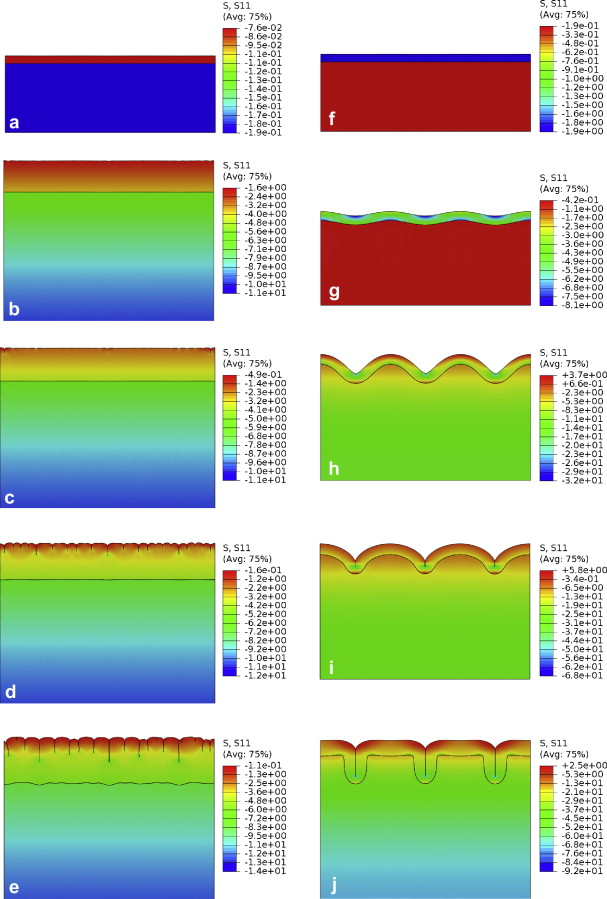 S, S11
(Avg: 75%)
-7.6e-02
-8.6e-02
-9.5e-02
-1.1e-01
-1.1e-01
-1.2e-01
-1.3e-01
-1.4e-01
-1.5e-01
-1.6e-01
-1.7e-01
-1.8e-01
-1.9e-01
a
S, S11
(Avg: 75%)
-1.9e-01
-3.3e-01
-4.8e-01
-6.2e-01
-7.6e-01
-9.1e-01
-1.0e+00
-1.2e+00
-1.3e+00
-1.5e+00
-1.6e+00
-1.8e+00
-1.9e+00
f
S, S11
(Avg: 75%)
-1.6e+00
-2.4e+00
-3.2e+00
-4.0e+00
-4.8e+00
-5.6e+00
-6.3e+00
-7.1e+00
-7.9e+00
-8.7e+00
-9.5e+00
-1.0e+01
-1.1e+01
b
S, S11
(Avg: 75%)
-4.2e-01
-1.1e+00
-1.7e+00
-2.3e+00
-3.0e+00
-3.6e+00
-4.3e+00
-4.9e+00
-5.5e+00
-6.2e+00
-6.8e+00
-7.5e+00
-8.1e+00
g
S, S11
(Avg: 75%)
-4.9e-01
-1.4e+00
-2.3e+00
-3.2e+00
-4.1e+00
-5.0e+00
-5.9e+00
-6.8e+00
-7.8e+00
-8.7e+00
-9.6e+00
-1.0e+01
-1.1e+01
c
S, S11
(Avg: 75%)
+3.7e+00
+6.6e-01
-2.3e+00
-5.3e+00
-8.3e+00
-1.1e+01
-1.4e+01
-1.7e+01
-2.0e+01
-2.3e+01
-2.6e+01
-2.9e+01
-3.2e+01
h
S, S11
(Avg: 75%)
-1.6e-01
-1.2e+00
-2.2e+00
-3.2e+00
-4.2e+00
-5.2e+00
-6.2e+00
-7.2e+00
-8.2e+00
-9.2e+00
-1.0e+01
-1.1e+01
-1.2e+01
d
S, S11
(Avg: 75%)
+5.8e+00
-3.4e-01
-6.5e+00
-1.3e+01
-1.9e+01
-2.5e+01
-3.1e+01
-3.7e+01
-4.4e+01
-5.0e+01
-5.6e+01
-6.2e+01
-6.8e+01
i
S, S11
(Avg: 75%)
-1.1e-01
-1.3e+00
-2.5e+00
-3.6e+00
-4.8e+00
-6.0e+00
-7.2e+00
-8.3e+00
-9.5e+00
-1.1e+01
-1.2e+01
-1.3e+01
-1.4e+01
e
S, S11
(Avg: 75%)
+2.5e+00
-5.3e+00
-1.3e+01
-2.1e+01
-2.9e+01
-3.7e+01
-4.5e+01
-5.2e+01
-6.0e+01
-6.8e+01
-7.6e+01
-8.4e+01
-9.2e+01
j